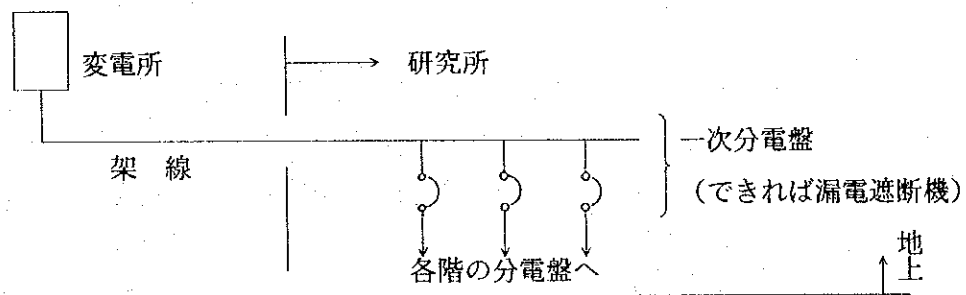 変電所
研究所
架線
一次分電盤
（できれば漏電遮断機）
各階の分電盤へ
地上